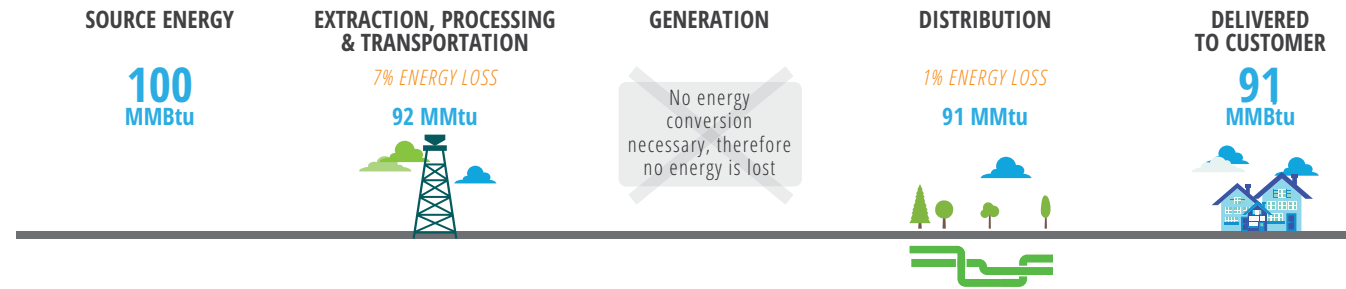 SOURCE ENERGY
100
MMBtu
EXTRACTION, PROCESSING
& TRANSPORTATION
7% ENERGY LOSS
92 MMtu
GENERATION
No energy
conversion
necessary, therefore
no energy is lost
DISTRIBUTION
1% ENERGY LOSS
91 MMtu
DELIVERED
TO CUSTOMER
91
MMBtu